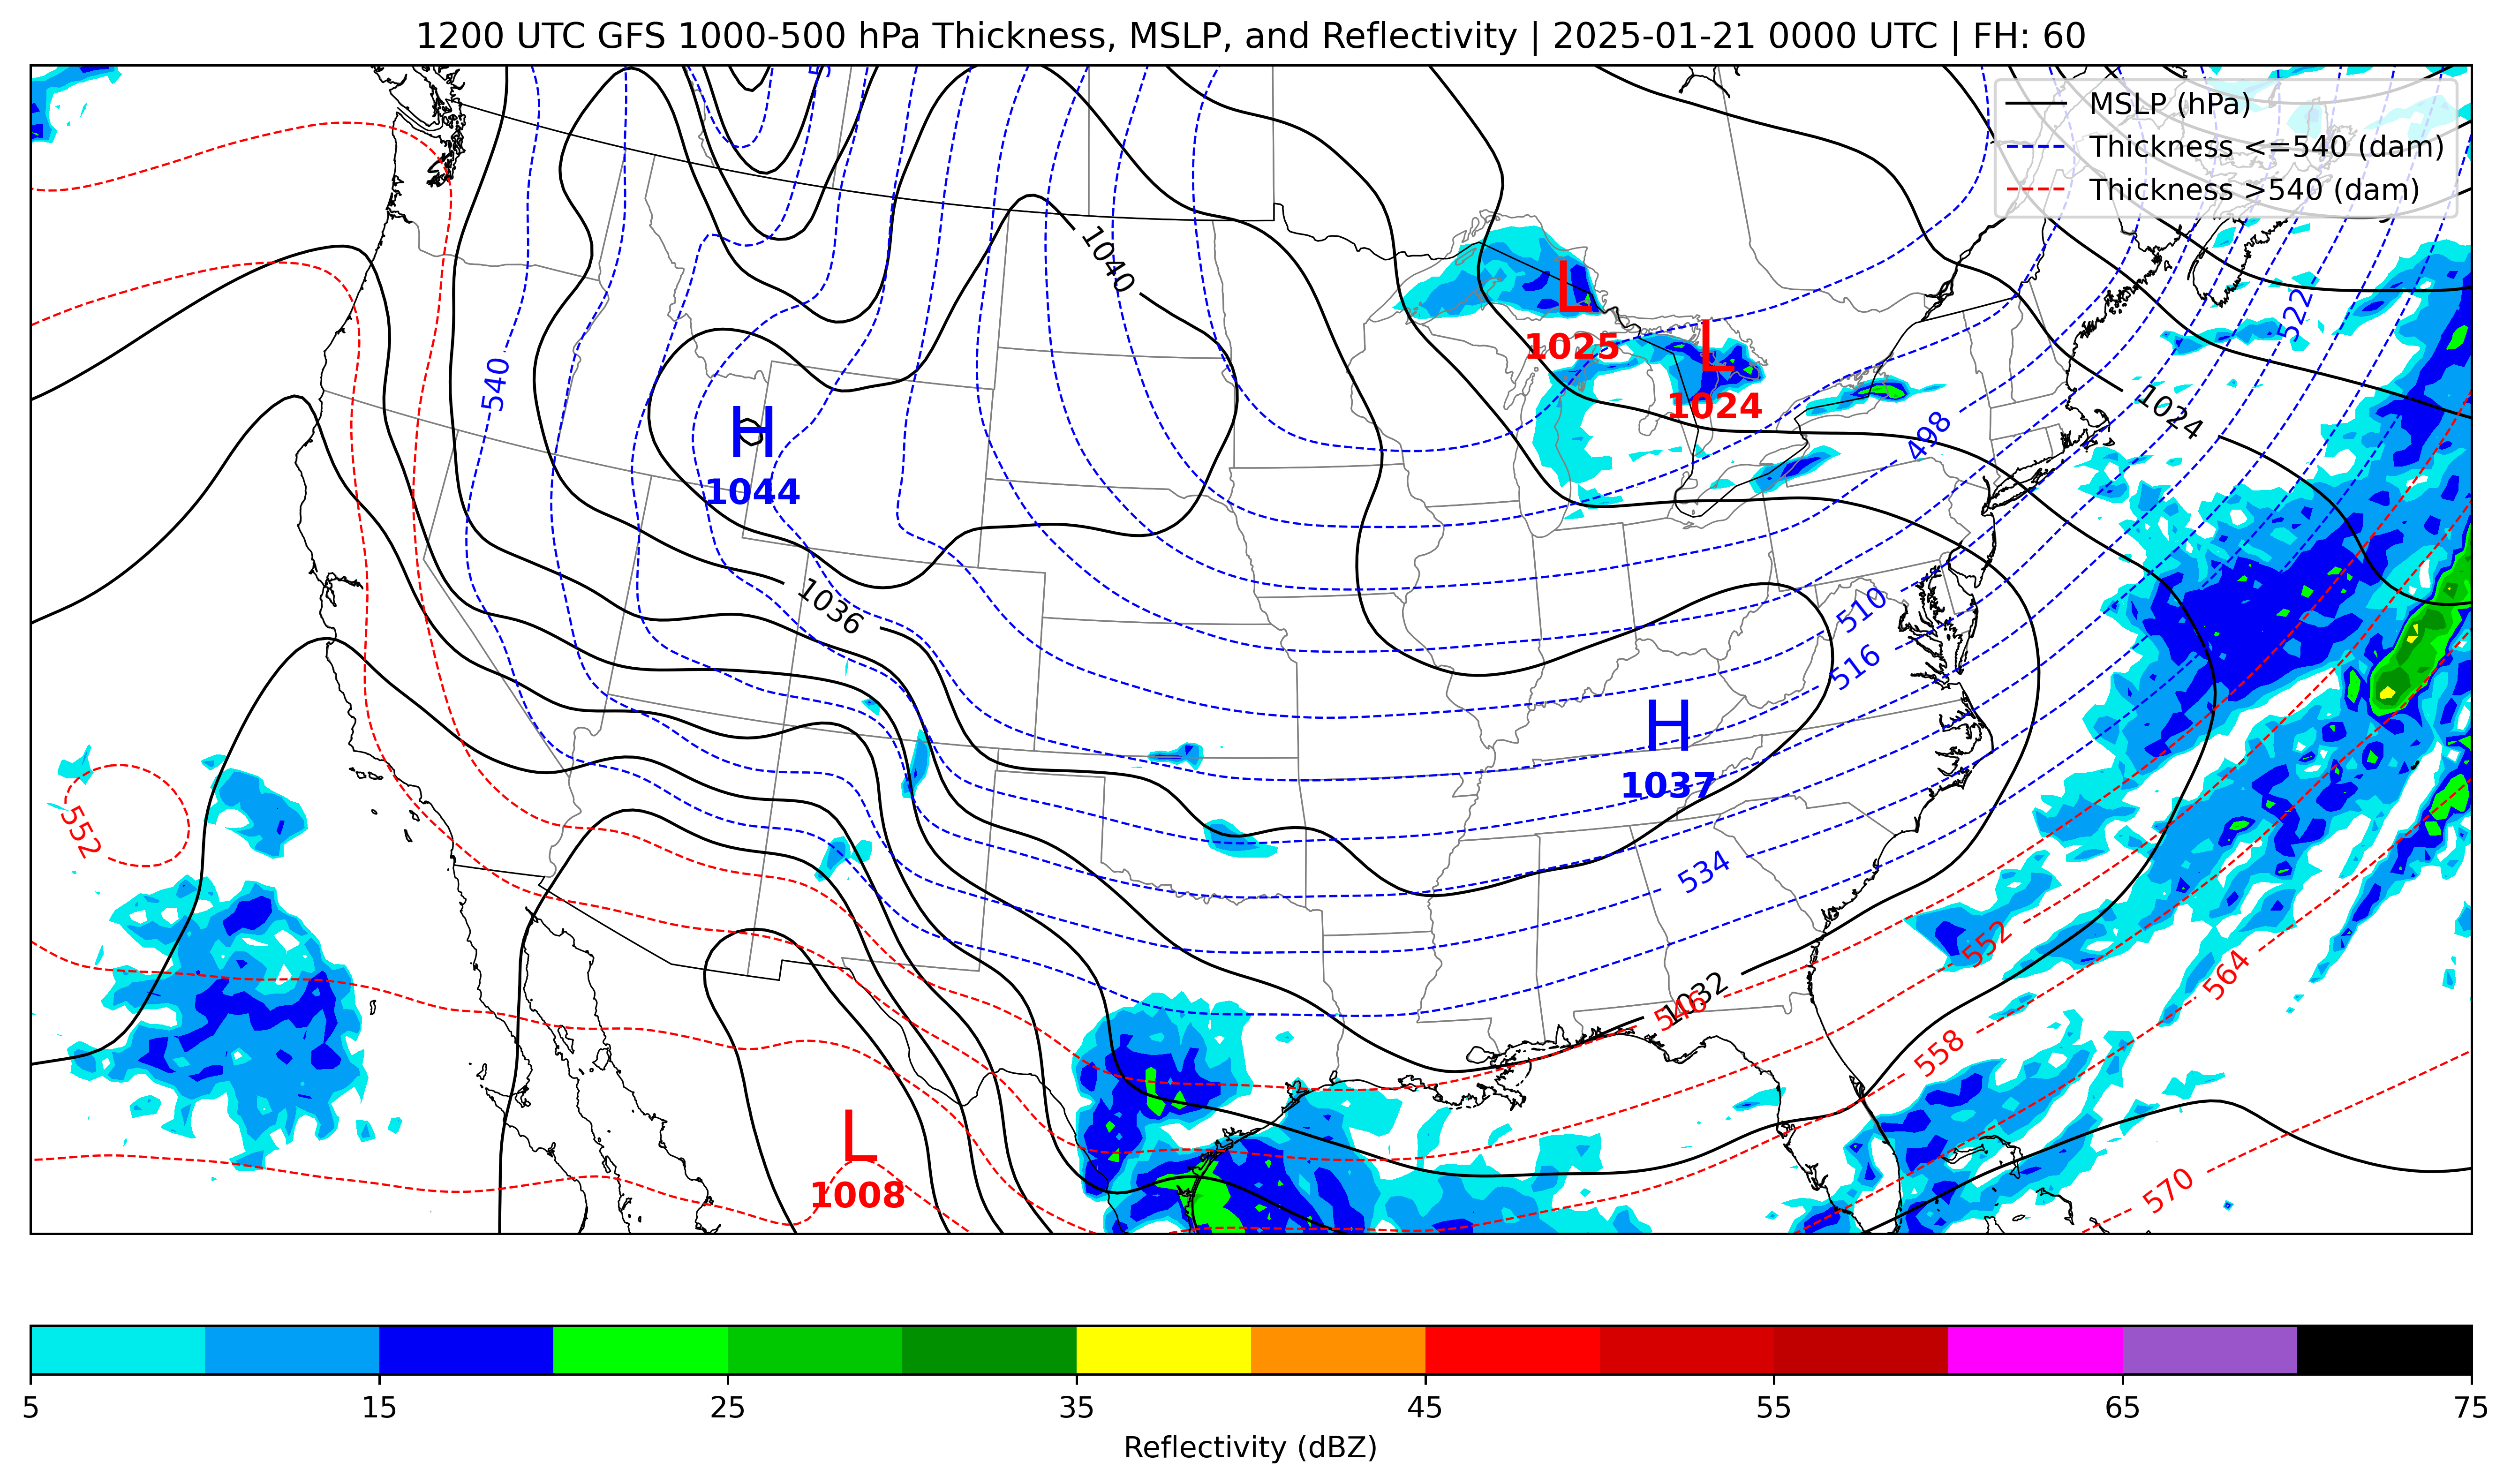 1200 UTC GFS 1000-500 hPa Thickness, MSLP, and Reflectivity | 2025-01-21 0000 UTC | FH: 60
MSLP (hPa)
Thickness <=540 (dam)
Thickness >540 (dam)
1040
L
1025
L
1024
522
540
H
1044
1024
498
1036
510
516
H
1037
552
534
552
564
1032
546
558
L
1008
570
5 15 25 35 45 55 65 75
Reflectivity (dBZ)